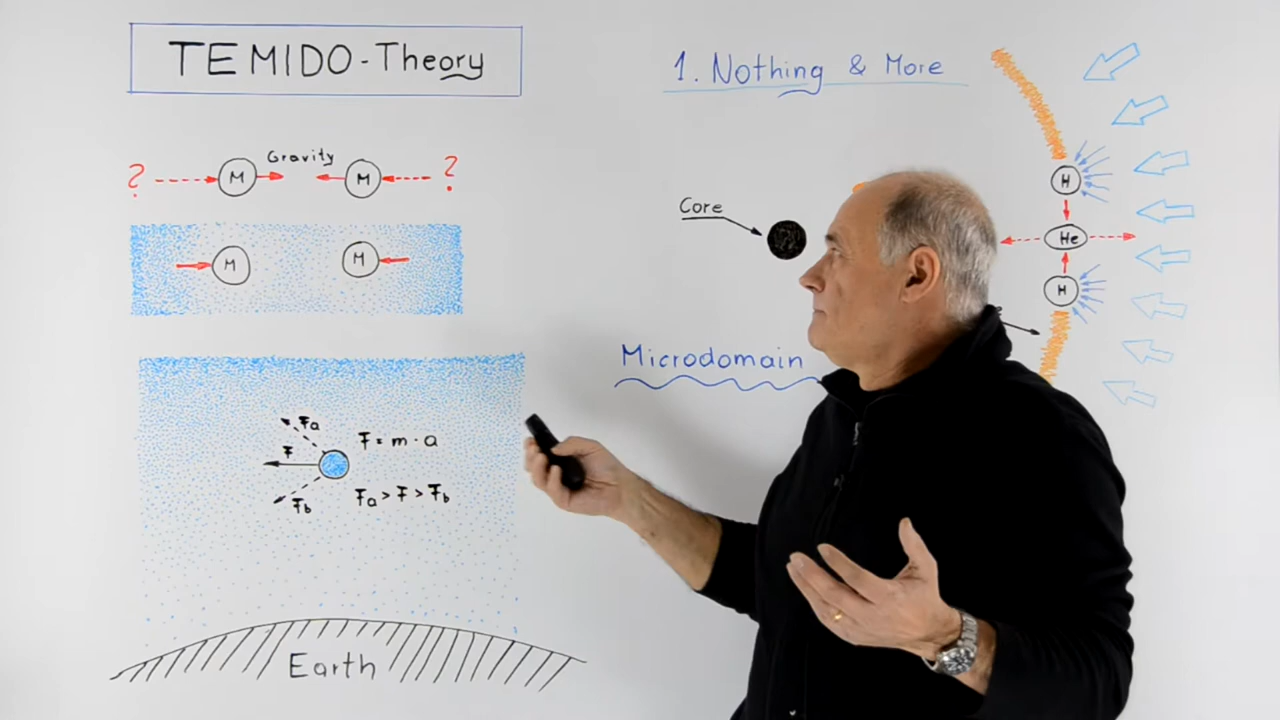 TEMIDO-Theory
? M Gravity M ?
M M
Fa
F
Fb
F = m · a
Fa > F > Fb
Earth
1. Nothing & More
Core
Microdomain
H
He
H